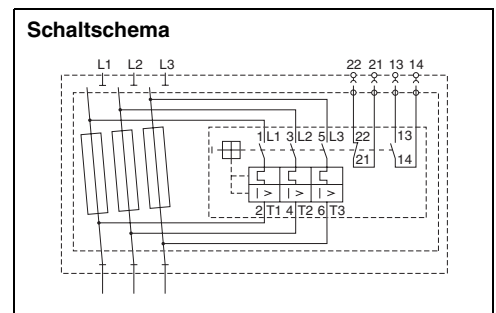 Schaltschema
L1 L2 L3 22 21 13 14
1 L1 3 L2 5 L3 22 13
21 14
I > I > I >
2 T1 4 T2 6 T3